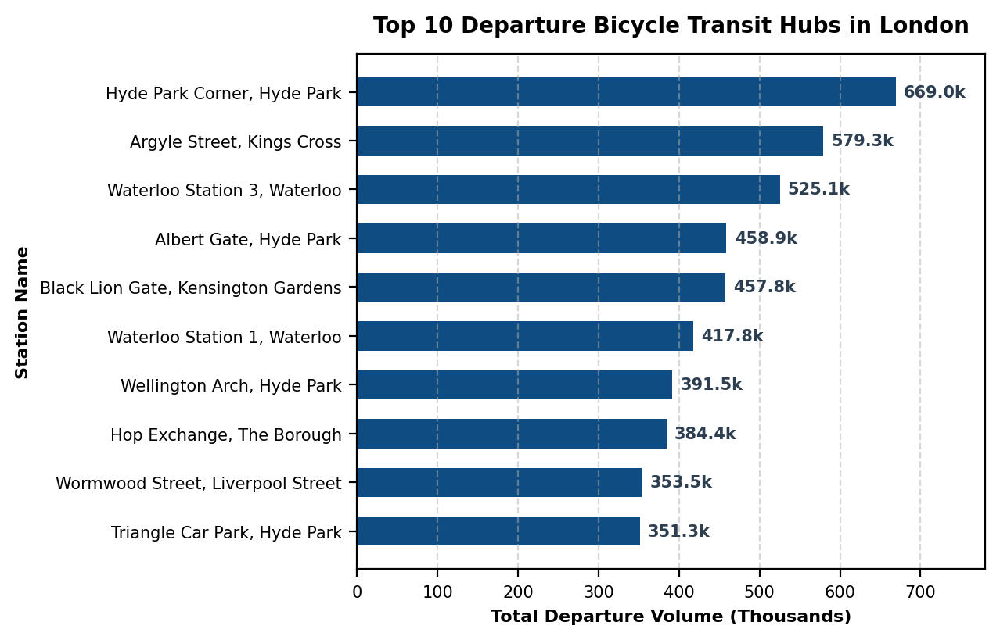 Top 10 Departure Bicycle Transit Hubs in London
Station Name
Hyde Park Corner, Hyde Park 669.0k
Argyle Street, Kings Cross 579.3k
Waterloo Station 3, Waterloo 525.1k
Albert Gate, Hyde Park 458.9k
Black Lion Gate, Kensington Gardens 457.8k
Waterloo Station 1, Waterloo 417.8k
Wellington Arch, Hyde Park 391.5k
Hop Exchange, The Borough 384.4k
Wormwood Street, Liverpool Street 353.5k
Triangle Car Park, Hyde Park 351.3k
0 100 200 300 400 500 600 700
Total Departure Volume (Thousands)